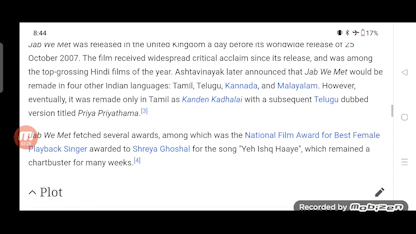 8:44
17%
Jab We Met was released in the United Kingdom a day before its worldwide release of 25
October 2007. The film received widespread critical acclaim since its release, and was among
the top-grossing Hindi films of the year. Ashtavinayak later announced that Jab We Met would be
remade in four other Indian languages: Tamil, Telugu, Kannada, and Malayalam. However,
eventually, it was remade only in Tamil as Kanden Kadhalai with a subsequent Telugu dubbed
version titled Priya Priyathama.[3]
Jab We Met fetched several awards, among which was the National Film Award for Best Female
Playback Singer awarded to Shreya Ghoshal for the song "Yeh Ishq Haaye", which remained a
chartbuster for many weeks.[4]
Plot
Recorded by Mobizen